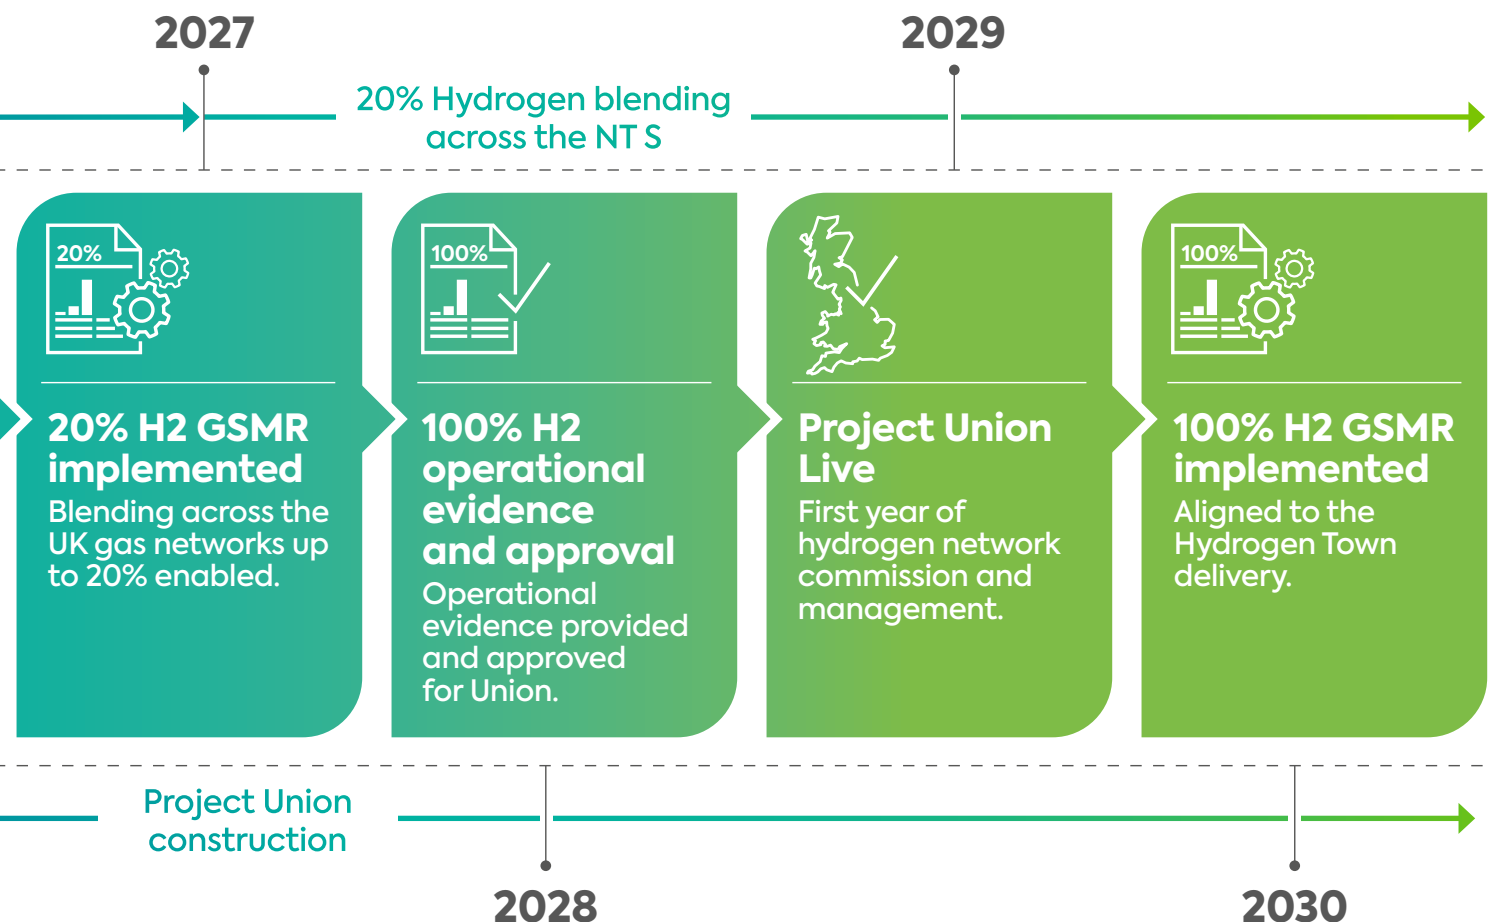 2027
2029
20% Hydrogen blending
across the NT S
20%
20% H2 GSMR
implemented
Blending across the
UK gas networks up
to 20% enabled.
100%
100% H2
operational
evidence
and approval
Operational
evidence provided
and approved
for Union.
Project Union
Live
First year of
hydrogen network
commission and
management.
100%
100% H2 GSMR
implemented
Aligned to the
Hydrogen Town
delivery.
Project Union
construction
2028
2030